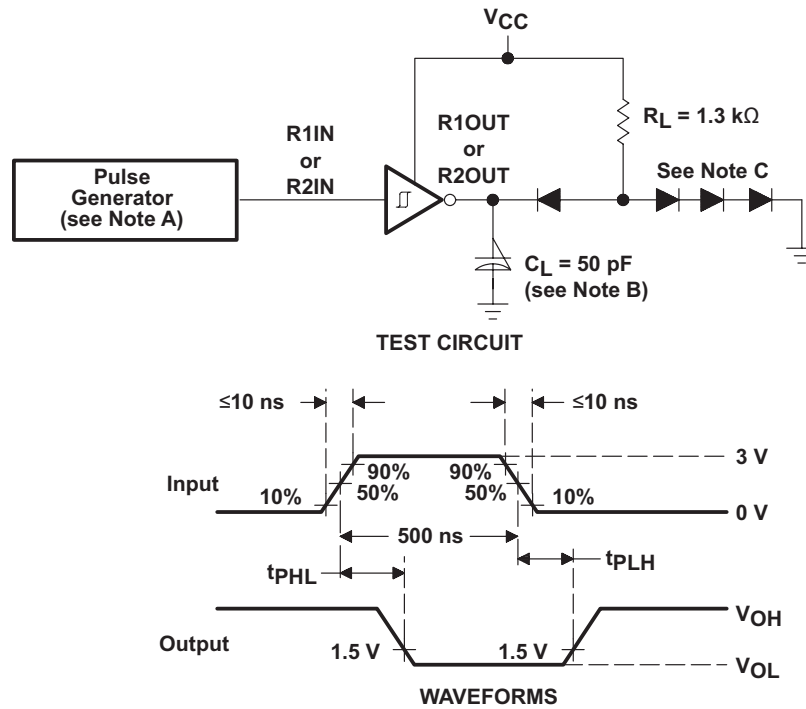 VCC
RL = 1.3 kΩ
R1IN
or
R2IN
R1OUT
or
R2OUT
See Note C
Pulse
Generator
(see Note A)
CL = 50 pF
(see Note B)
TEST CIRCUIT
≤10 ns
≤10 ns
Input
10%
90%
50%
90%
50%
10%
3 V
0 V
500 ns
tPHL
tPLH
Output
1.5 V
1.5 V
VOH
VOL
WAVEFORMS